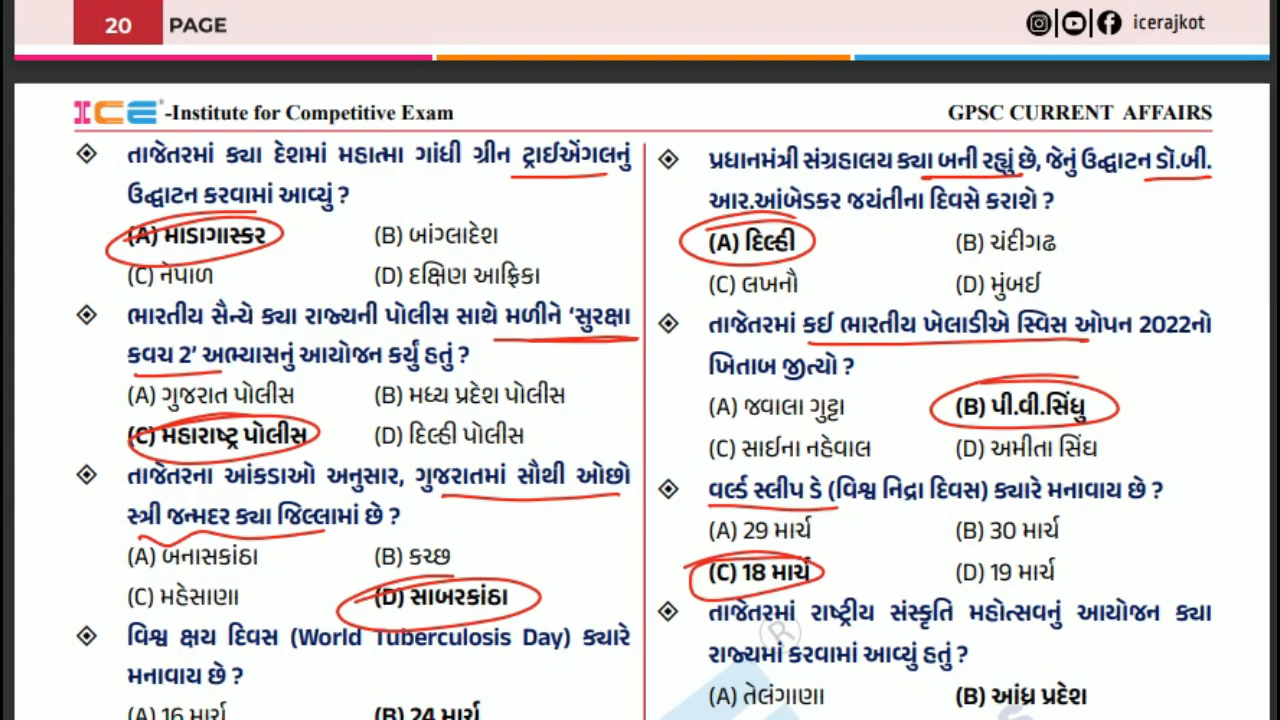 20 PAGE
icerajkot
ICE -Institute for Competitive Exam
GPSC CURRENT AFFAIRS
તાજેતરમાં ક્યા દેશમાં મહાત્મા ગાંધી ગ્રીન ટ્રાઈએંગલનું
ઉદ્ઘાટન કરવામાં આવ્યું ?
(A) માડાગાસ્કર (B) બાંગ્લાદેશ
(C) નેપાળ (D) દક્ષિણ આફ્રિકા
ભારતીય સૈન્યે ક્યા રાજ્યની પોલીસ સાથે મળીને ‘સુરક્ષા
કવચ 2’ અભ્યાસનું આયોજન કર્યું હતું ?
(A) ગુજરાત પોલીસ (B) મધ્ય પ્રદેશ પોલીસ
(C) મહારાષ્ટ્ર પોલીસ (D) દિલ્હી પોલીસ
તાજેતરના આંકડાઓ અનુસાર, ગુજરાતમાં સૌથી ઓછો
સ્ત્રી જન્મદર ક્યા જિલ્લામાં છે ?
(A) બનાસકાંઠા (B) કચ્છ
(C) મહેસાણા (D) સાબરકાંઠા
વિશ્વ ક્ષય દિવસ (World Tuberculosis Day) ક્યારે
મનાવાય છે ?
(A) 16 માર્ચ (B) 24 માર્ચ
પ્રધાનમંત્રી સંગ્રહાલય ક્યા બની રહ્યું છે, જેનું ઉદ્ઘાટન ડૉ.બી.
આર.આંબેડકર જયંતીના દિવસે કરાશે ?
(A) દિલ્હી (B) ચંદીગઢ
(C) લખનૌ (D) મુંબઈ
તાજેતરમાં કઈ ભારતીય ખેલાડીએ સ્વિસ ઓપન 2022નો
ખિતાબ જીત્યો ?
(A) જવાલા ગુટ્ટા (B) પી.વી.સિંધુ
(C) સાઈના નહેવાલ (D) અમીતા સિંઘ
વર્લ્ડ સ્લીપ ડે (વિશ્વ નિદ્રા દિવસ) ક્યારે મનાવાય છે ?
(A) 29 માર્ચ (B) 30 માર્ચ
(C) 18 માર્ચ (D) 19 માર્ચ
તાજેતરમાં રાષ્ટ્રીય સંસ્કૃતિ મહોત્સવનું આયોજન ક્યા
રાજ્યમાં કરવામાં આવ્યું હતું ?
(A) તેલંગાણા (B) આંધ્ર પ્રદેશ